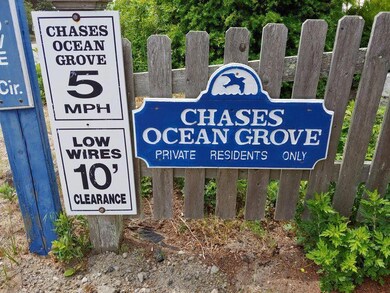 Cir.
CHASES
OCEAN
GROVE
5
MPH
LOW
WIRES
10'
CLEARANCE
CHASES
OCEAN GROVE
PRIVATE RESIDENTS ONLY